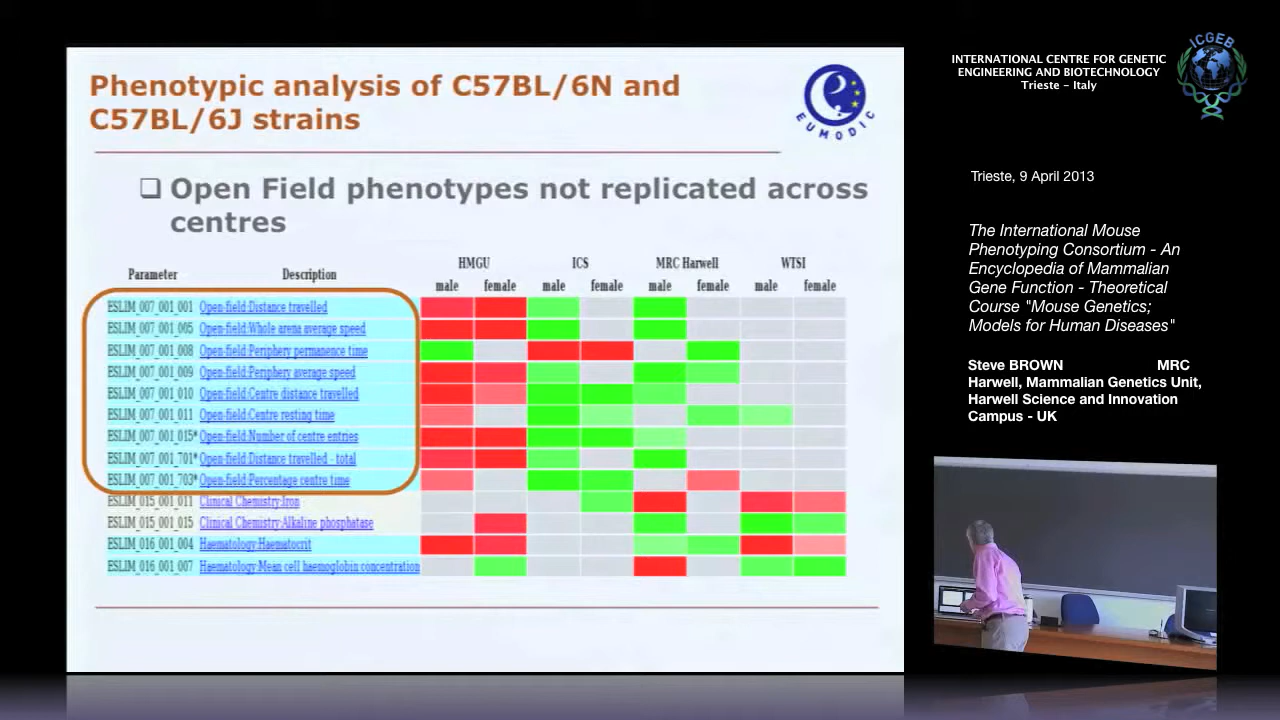 Phenotypic analysis of C57BL/6N and
C57BL/6J strains
EUMODIC
❑ Open Field phenotypes not replicated across
centres
Parameter Description HMGU ICS MRC Harwell WTSI
male female male female male female male female
ESLIM_007_001_001 Open-field:Distance travelled
ESLIM_007_001_005 Open-field:Whole arena average speed
ESLIM_007_001_008 Open-field:Periphery permanence time
ESLIM_007_001_009 Open-field:Periphery average speed
ESLIM_007_001_010 Open-field:Centre distance travelled
ESLIM_007_001_011 Open-field:Centre resting time
ESLIM_007_001_015* Open-field:Number of centre entries
ESLIM_007_001_701* Open-field:Distance travelled - total
ESLIM_007_001_703* Open-field:Percentage centre time
ESLIM_015_001_011 Clinical Chemistry:Iron
ESLIM_015_001_015 Clinical Chemistry:Alkaline phosphatase
ESLIM_016_001_004 Haematology:Haematocrit
ESLIM_016_001_007 Haematology:Mean cell haemoglobin concentration
INTERNATIONAL CENTRE FOR GENETIC
ENGINEERING AND BIOTECHNOLOGY
Trieste - Italy
ICGEB
Trieste, 9 April 2013
The International Mouse
Phenotyping Consortium - An
Encyclopedia of Mammalian
Gene Function - Theoretical
Course "Mouse Genetics;
Models for Human Diseases"
Steve BROWN MRC
Harwell, Mammalian Genetics Unit,
Harwell Science and Innovation
Campus - UK